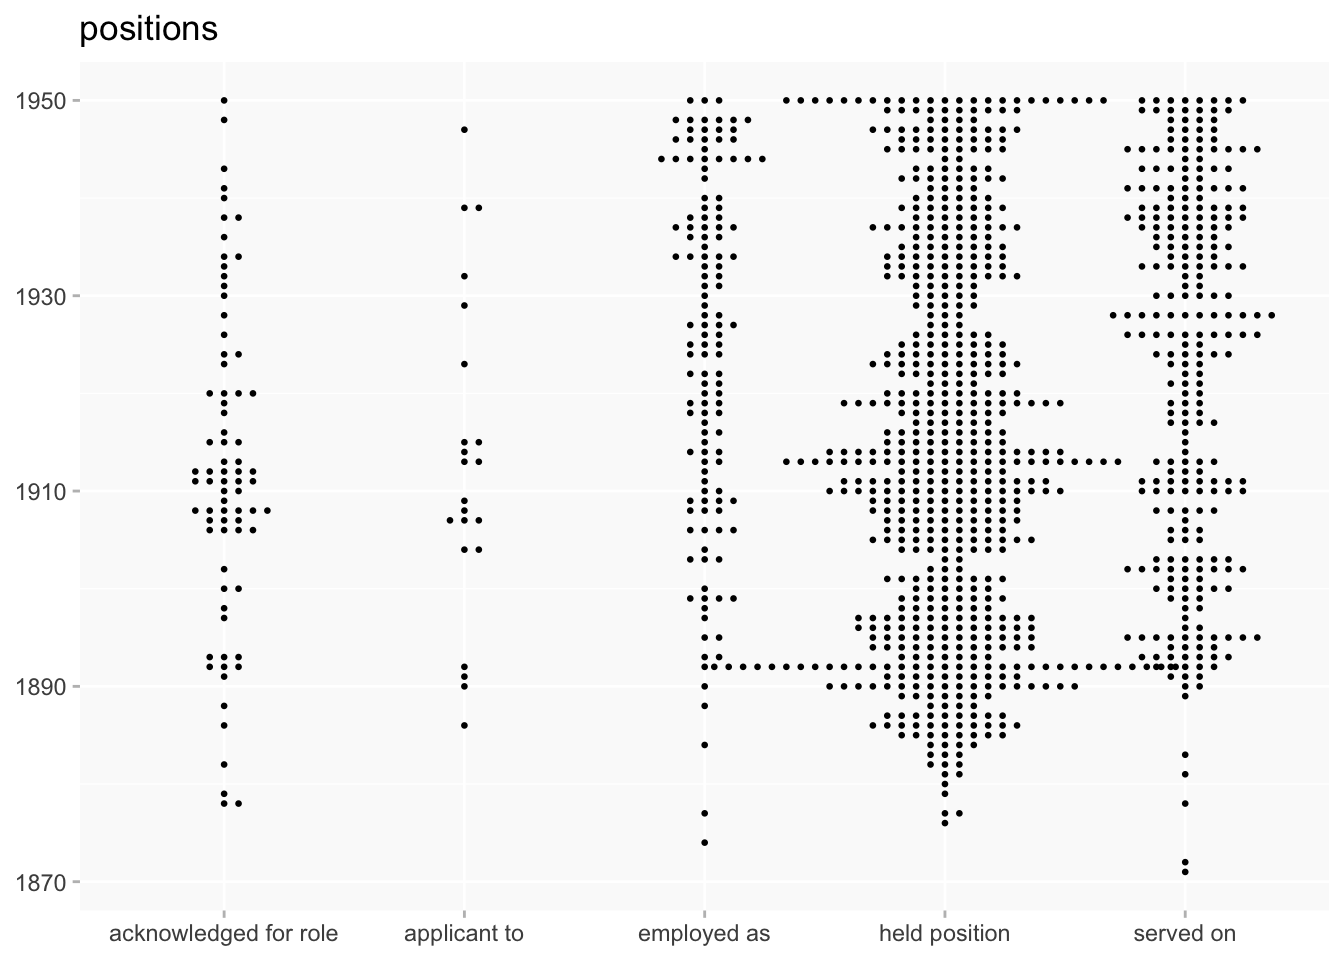 positions
1950
1930
1910
1890
1870
acknowledged for role
applicant to
employed as
held position
served on